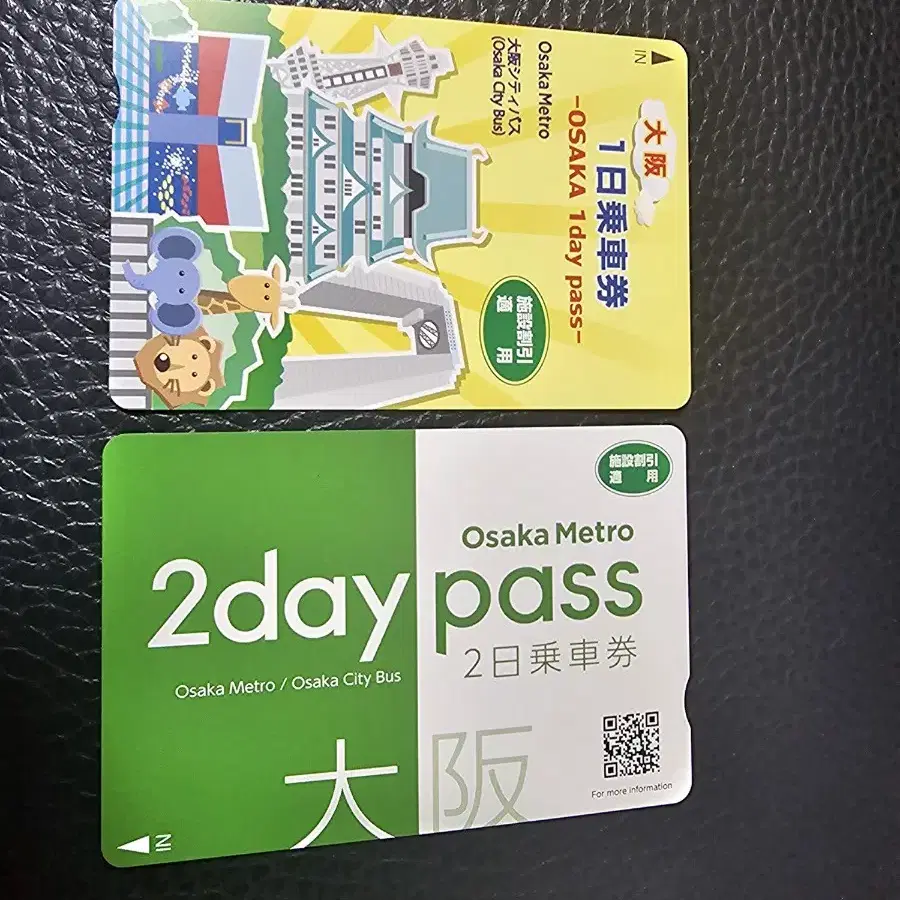 IN
大阪
1日乗車券
-OSAKA 1day pass-
Osaka Metro
大阪シティバス
(Osaka City Bus)
施設割引
適 用
施設割引
適 用
Osaka Metro
2day pass
2日乗車券
Osaka Metro / Osaka City Bus
大阪
For more information
IN